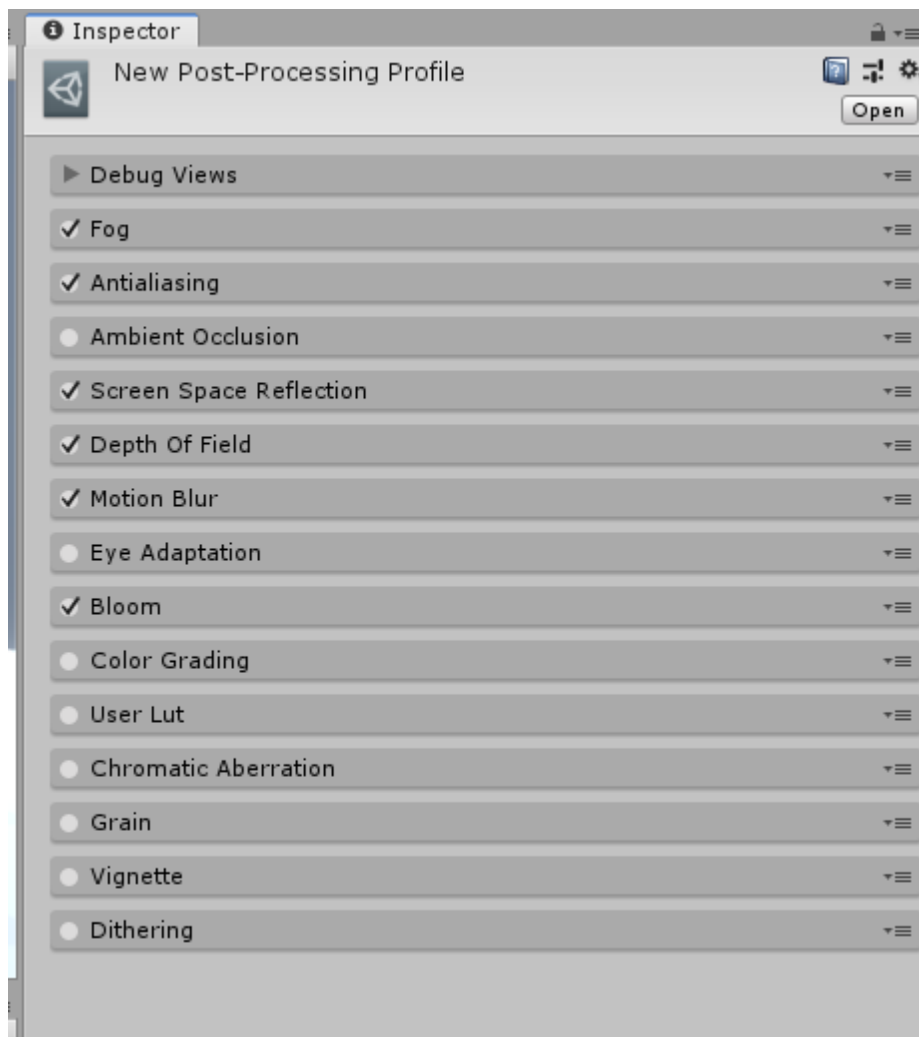 Inspector
New Post-Processing Profile
Open
Debug Views
Fog
Antialiasing
Ambient Occlusion
Screen Space Reflection
Depth Of Field
Motion Blur
Eye Adaptation
Bloom
Color Grading
User Lut
Chromatic Aberration
Grain
Vignette
Dithering